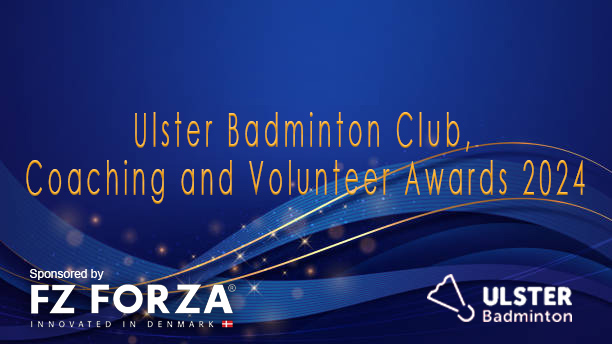 Ulster Badminton Club,
Coaching and Volunteer Awards 2024
Sponsored by
FZ FORZA®
INNOVATED IN DENMARK
ULSTER
Badminton